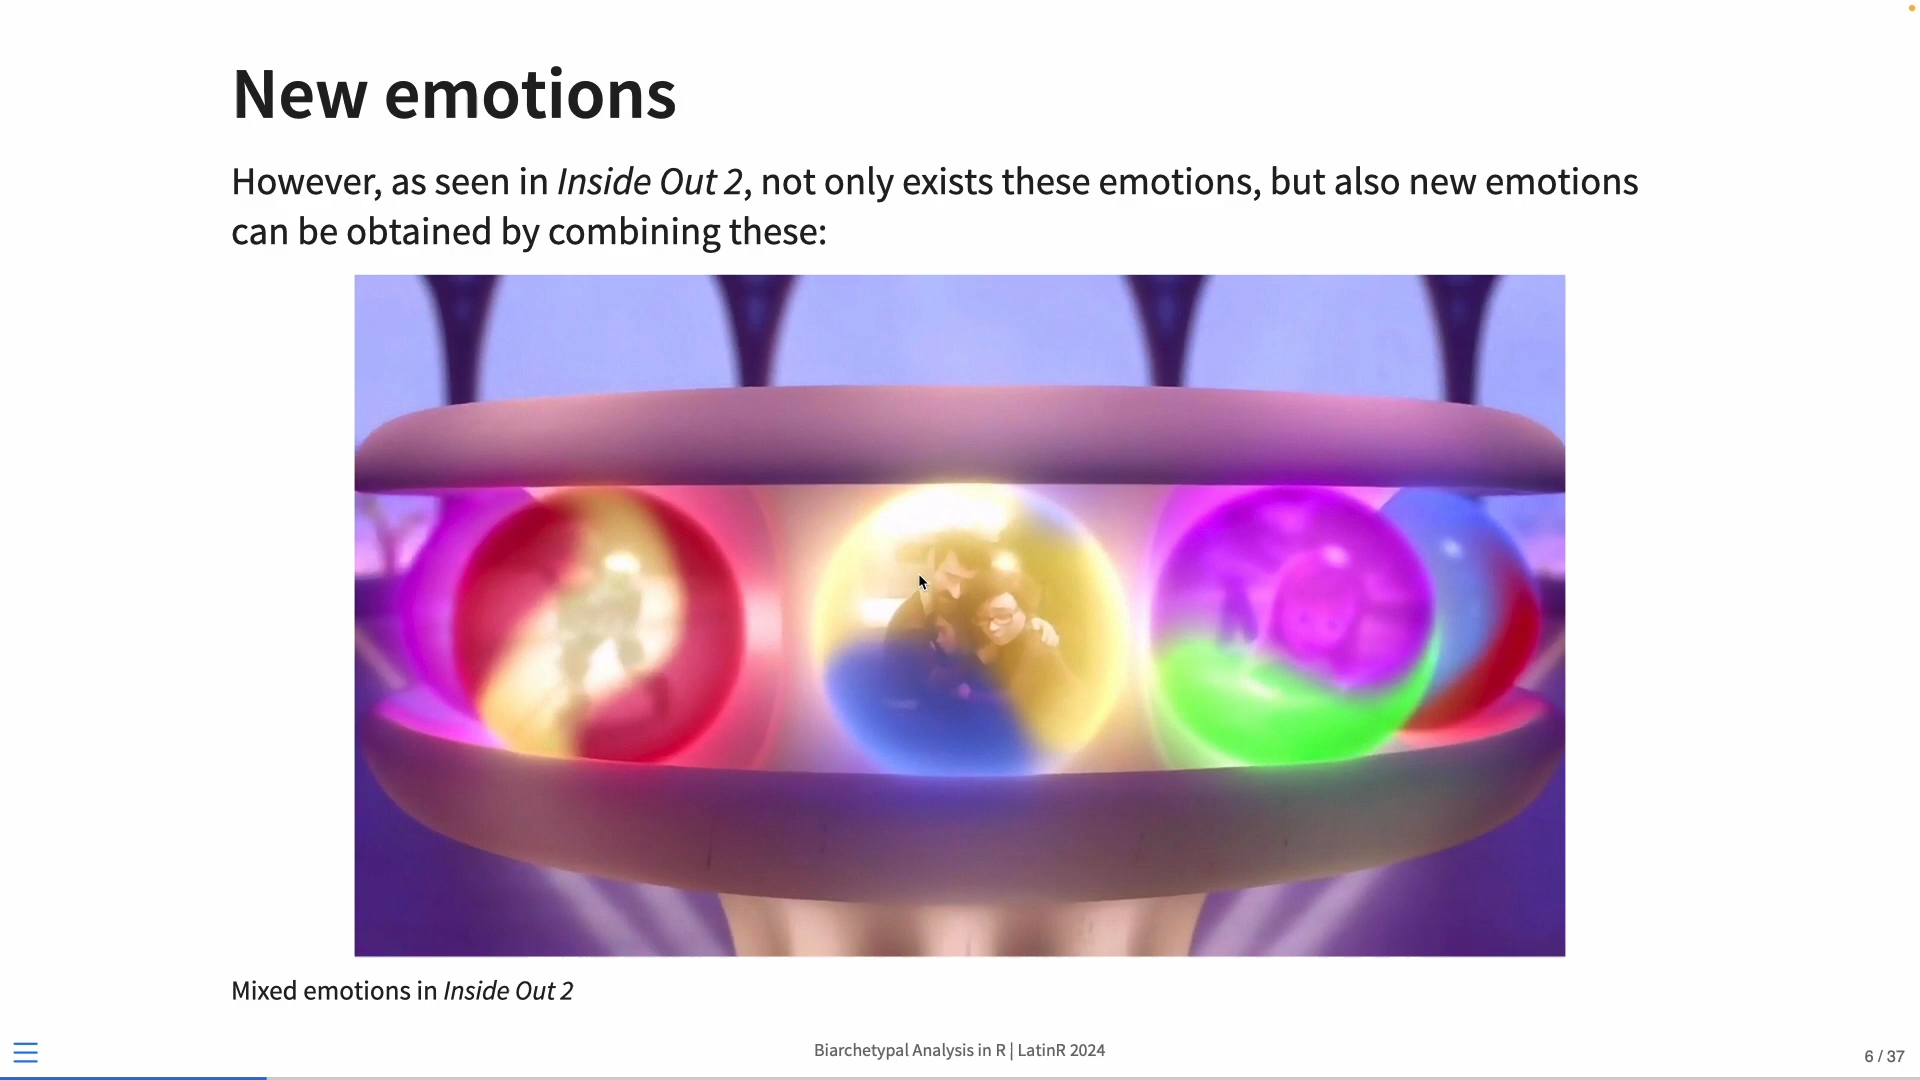 New emotions
However, as seen in Inside Out 2, not only exists these emotions, but also new emotions
can be obtained by combining these:
Mixed emotions in Inside Out 2
Biarchetypal Analysis in R | LatinR 2024
6 / 37